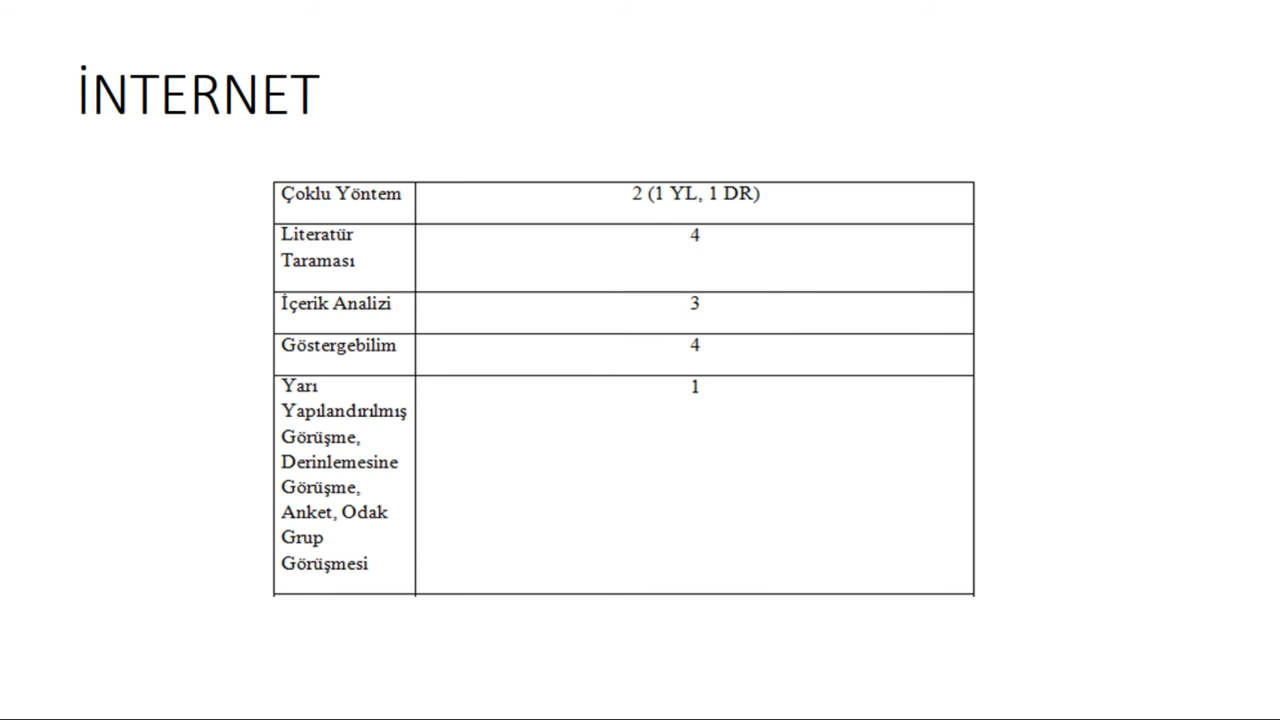 İNTERNET
Çoklu Yöntem
2 (1 YL, 1 DR)
Literatür
Taraması
4
İçerik Analizi
3
Göstergebilim
4
Yarı
Yapılandırılmış
Görüşme,
Derinlemesine
Görüşme,
Anket, Odak
Grup
Görüşmesi
1